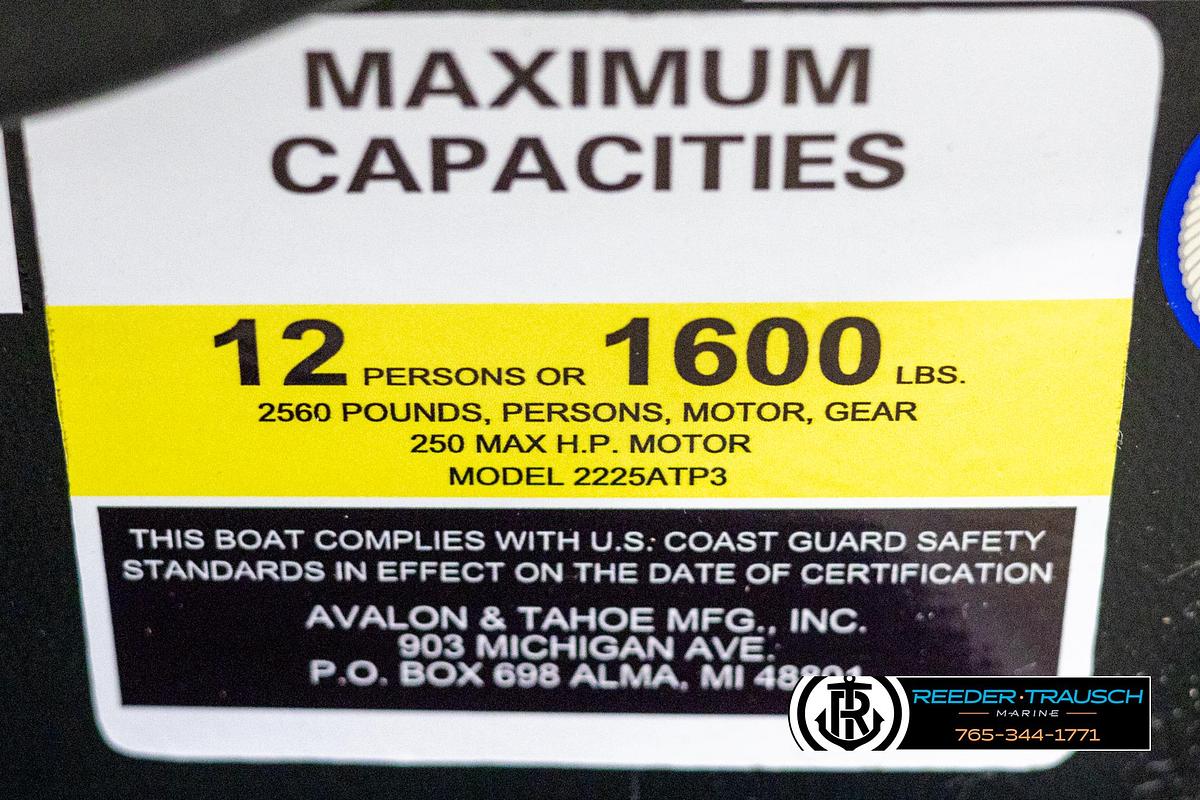 MAXIMUM
CAPACITIES
12 PERSONS OR 1600 LBS.
2560 POUNDS, PERSONS, MOTOR, GEAR
250 MAX H.P. MOTOR
MODEL 2225ATP3
THIS BOAT COMPLIES WITH U.S. COAST GUARD SAFETY
STANDARDS IN EFFECT ON THE DATE OF CERTIFICATION
AVALON & TAHOE MFG., INC.
903 MICHIGAN AVE.
P.O. BOX 698 ALMA, MI
REEDER·TRAUSCH
MARINE
765-344-1771